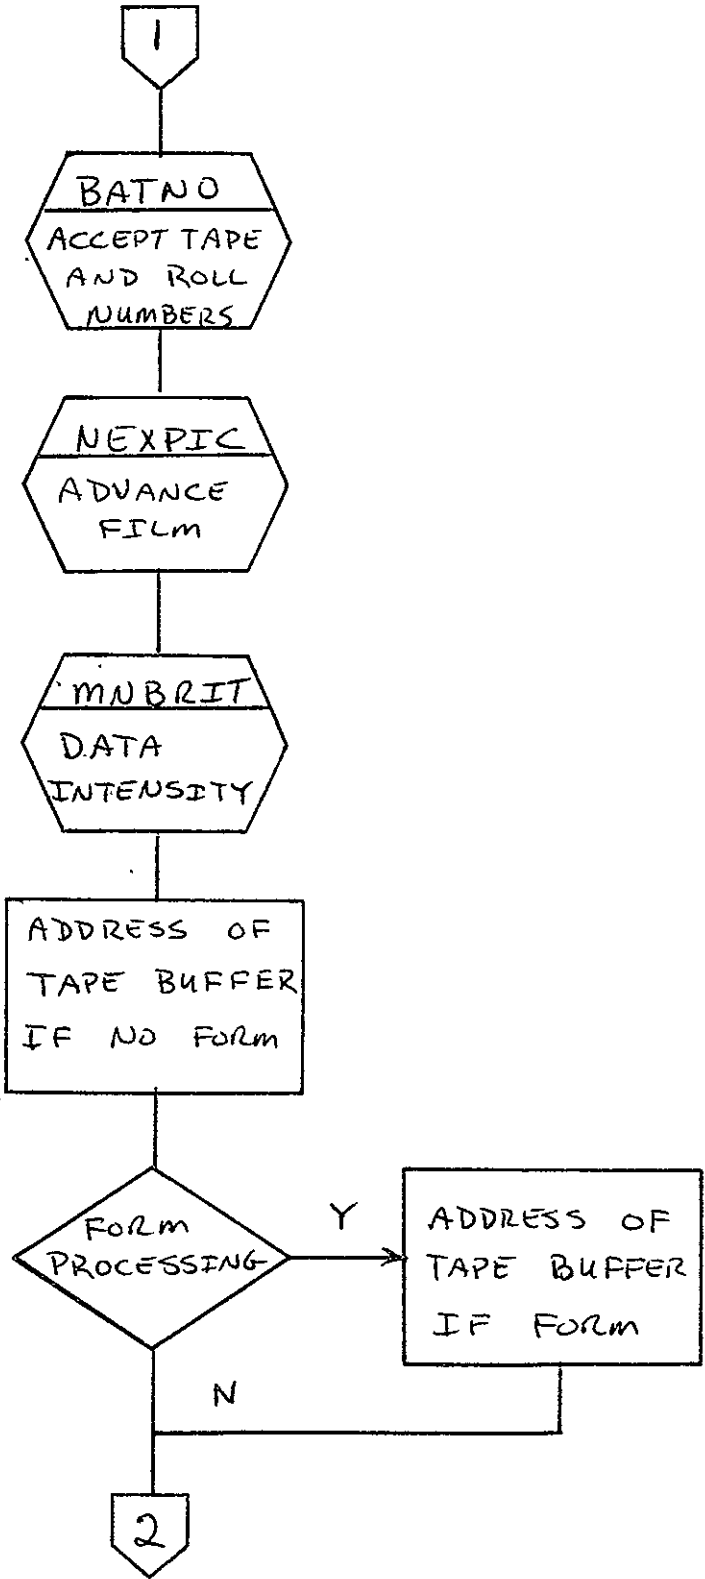 1
BATNO
ACCEPT TAPE
AND ROLL
NUMBERS
NEXPIC
ADVANCE
FILM
MNBRIT
DATA
INTENSITY
ADDRESS OF
TAPE BUFFER
IF NO FORM
FORM
PROCESSING
Y
ADDRESS OF
TAPE BUFFER
IF FORM
N
2